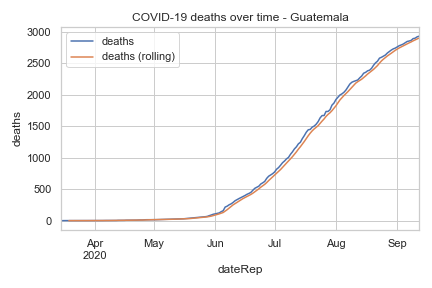 COVID-19 deaths over time - Guatemala
deaths
deaths (rolling)
deaths
3000
2500
2000
1500
1000
500
0
Apr
2020
May
Jun
Jul
Aug
Sep
dateRep